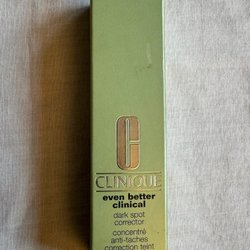 CLINIQUE
even better
clinical
dark spot
corrector
concentré
anti-taches
correction teint